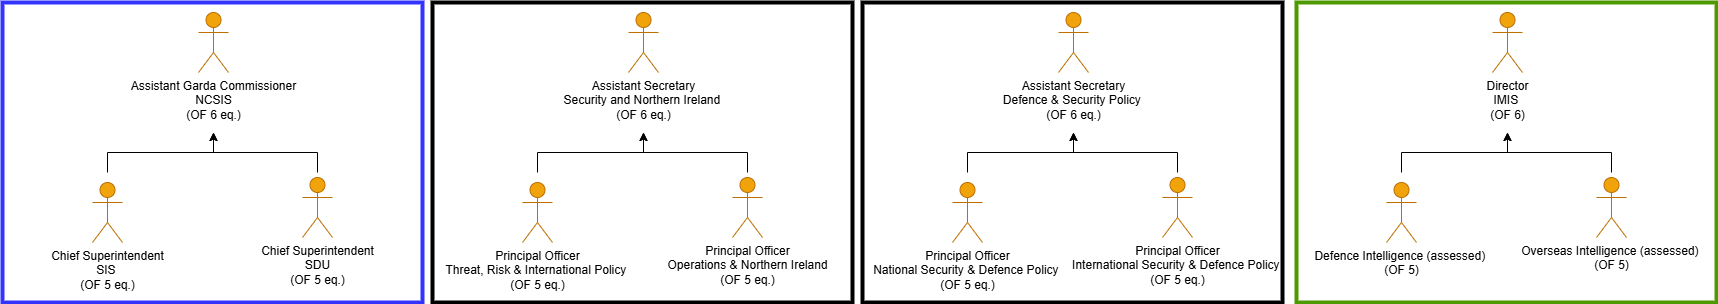 Assistant Garda Commissioner
NCSIS
(OF 6 eq.)
Chief Superintendent
SIS
(OF 5 eq.)
Chief Superintendent
SDU
(OF 5 eq.)
Assistant Secretary
Security and Northern Ireland
(OF 6 eq.)
Principal Officer
Threat, Risk & International Policy
(OF 5 eq.)
Principal Officer
Operations & Northern Ireland
(OF 5 eq.)
Assistant Secretary
Defence & Security Policy
(OF 6 eq.)
Principal Officer
National Security & Defence Policy
(OF 5 eq.)
Principal Officer
International Security & Defence Policy
(OF 5 eq.)
Director
IMIS
(OF 6)
Defence Intelligence (assessed)
(OF 5)
Overseas Intelligence (assessed)
(OF 5)